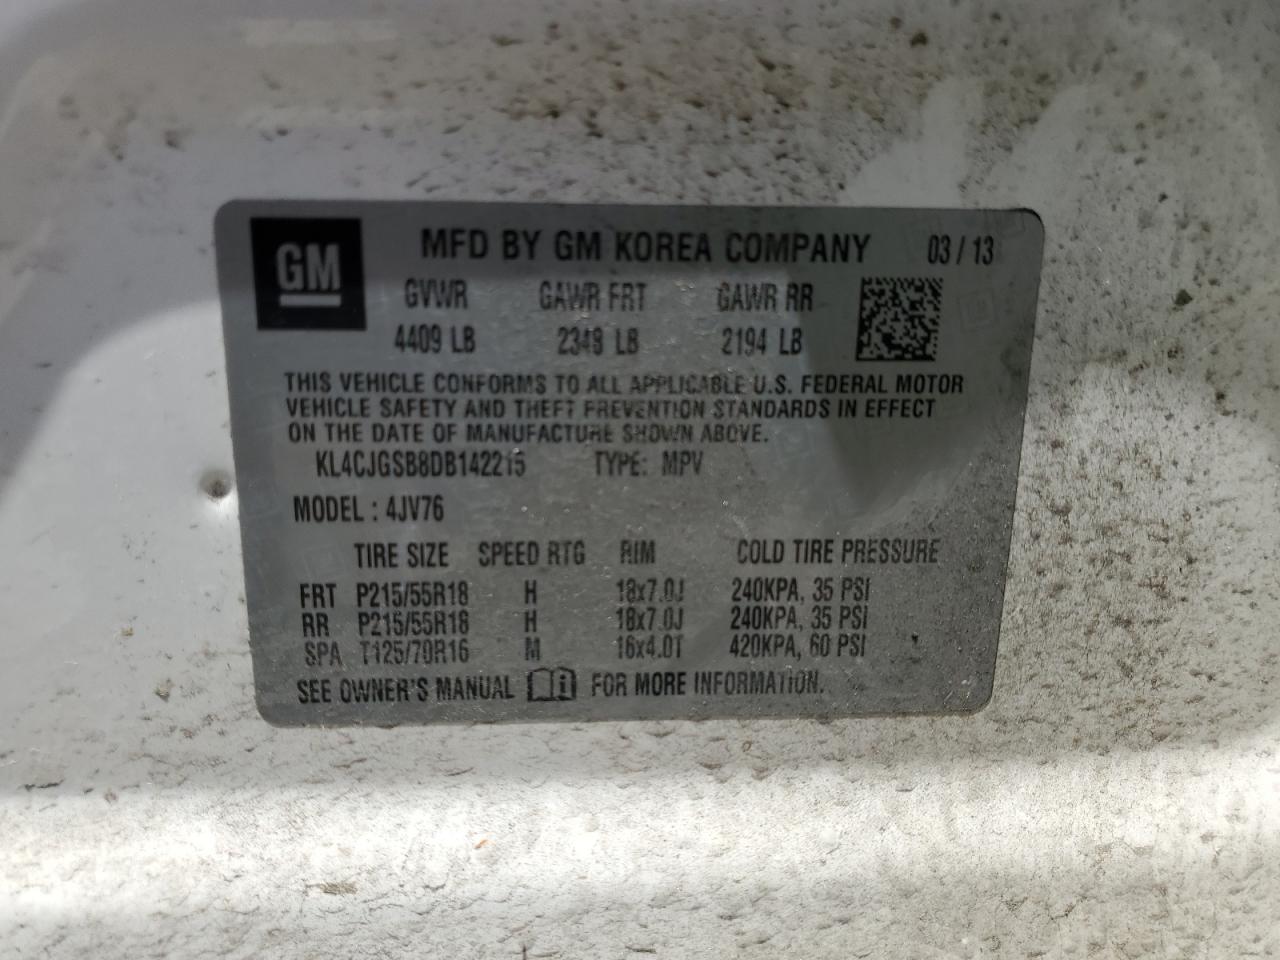 GM
MFD BY GM KOREA COMPANY 03 / 13
GVWR GAWR FRT GAWR RR
4409 LB 2349 LB 2194 LB
THIS VEHICLE CONFORMS TO ALL APPLICABLE U.S. FEDERAL MOTOR
VEHICLE SAFETY AND THEFT PREVENTION STANDARDS IN EFFECT
ON THE DATE OF MANUFACTURE SHOWN ABOVE.
KL4CJGSB8DB142215 TYPE: MPV
MODEL : 4JV76
TIRE SIZE SPEED RTG RIM COLD TIRE PRESSURE
FRT P215/55R18 H 18x7.0J 240KPA, 35 PSI
RR P215/55R18 H 18x7.0J 240KPA, 35 PSI
SPA T125/70R16 M 16x4.0T 420KPA, 60 PSI
SEE OWNER'S MANUAL FOR MORE INFORMATION.